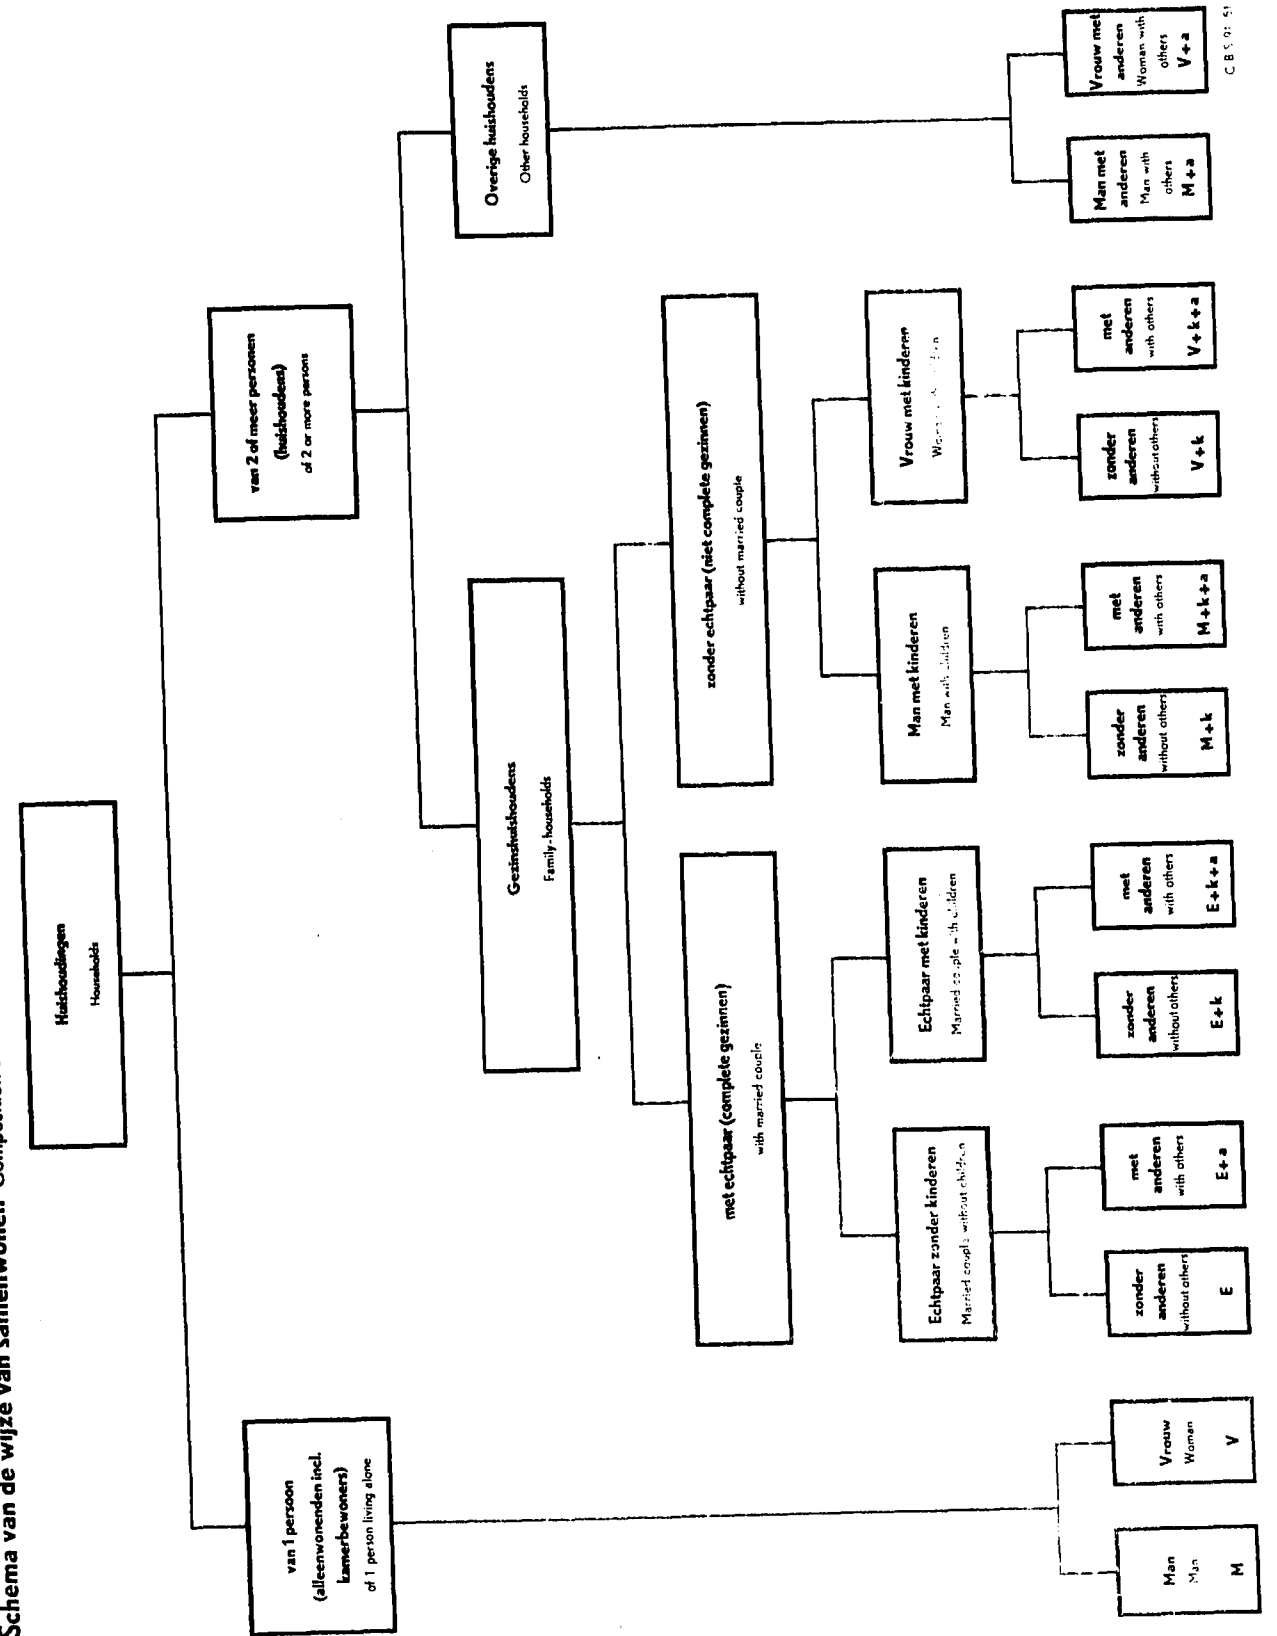 Schema van de wijze van samenwonen
Huishoudingen
Households
van 1 persoon
(alleenwonenden incl.
kamerbewoners)
of 1 person living alone
van 2 of meer personen
(huishoudens)
of 2 or more persons
Gezinshuishoudens
Family-households
Overige huishoudens
Other households
met echtpaar (complete gezinnen)
with married couple
zonder echtpaar (niet complete gezinnen)
without married couple
Echtpaar zonder kinderen
Married couple without children
Echtpaar met kinderen
Married couple with children
Man met kinderen
Man with children
Vrouw met kinderen
Man
Man
M
Vrouw
Woman
V
zonder
anderen
without others
E
met
anderen
with others
E+a
zonder
anderen
without others
E+k
met
anderen
with others
E+k+a
zonder
anderen
without others
M+k
met
anderen
with others
M+k+a
zonder
anderen
without others
V+k
met
anderen
with others
V+k+a
Man met
anderen
Man with
others
M+a
Vrouw met
anderen
Woman with
others
V+a